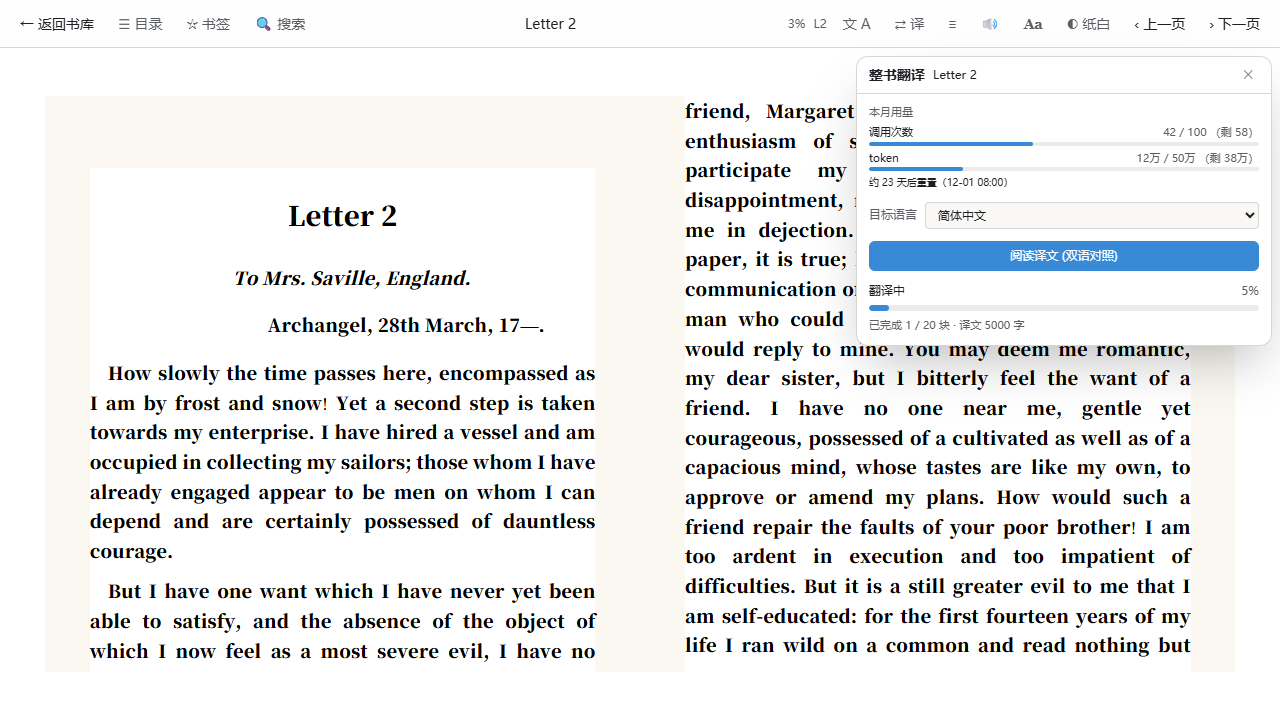 ← 返回书库 ☰ 目录 ☆ 书签 🔍 搜索 Letter 2 3% L2 文 A ⇄ 译 ≡ 🔊 Aa ◐ 纸白 ‹ 上一页 › 下一页
Letter 2
To Mrs. Saville, England.
Archangel, 28th March, 17—.
How slowly the time passes here, encompassed as
I am by frost and snow! Yet a second step is taken
towards my enterprise. I have hired a vessel and am
occupied in collecting my sailors; those whom I have
already engaged appear to be men on whom I can
depend and are certainly possessed of dauntless
courage.
But I have one want which I have never yet been
able to satisfy, and the absence of the object of
which I now feel as a most severe evil, I have no
friend, Margaret
enthusiasm of
participate my
disappointment,
me in dejection.
paper, it is true;
communication
man who could
would reply to mine. You may deem me romantic,
my dear sister, but I bitterly feel the want of a
friend. I have no one near me, gentle yet
courageous, possessed of a cultivated as well as of a
capacious mind, whose tastes are like my own, to
approve or amend my plans. How would such a
friend repair the faults of your poor brother! I am
too ardent in execution and too impatient of
difficulties. But it is a still greater evil to me that I
am self-educated: for the first fourteen years of my
life I ran wild on a common and read nothing but
整书翻译 Letter 2 ×
本月用量
调用次数 42 / 100 （剩 58）
token 12万 / 50万 （剩 38万）
约 23 天后重置（12-01 08:00）
目标语言 简体中文
阅读译文 (双语对照)
翻译中 5%
已完成 1 / 20 块 · 译文 5000 字